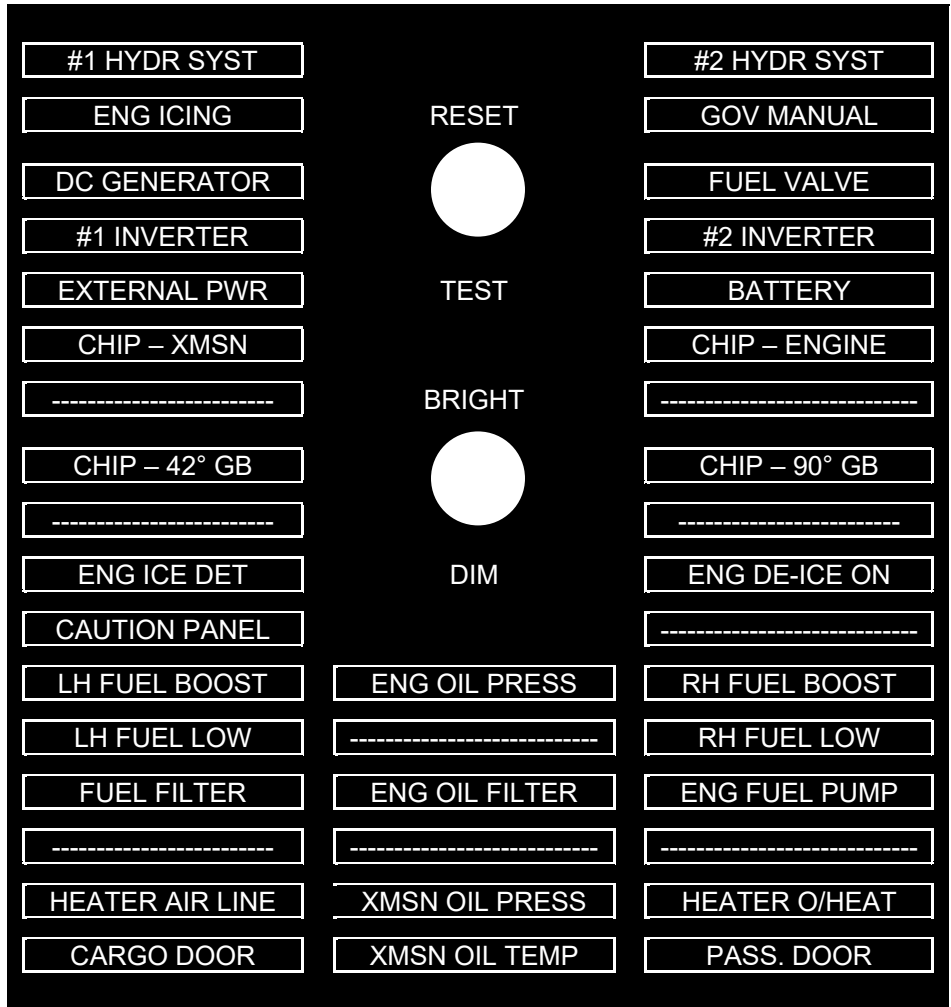 #1 HYDR SYST #2 HYDR SYST
ENG ICING RESET GOV MANUAL
DC GENERATOR FUEL VALVE
#1 INVERTER #2 INVERTER
EXTERNAL PWR TEST BATTERY
CHIP – XMSN CHIP – ENGINE
------------------------- BRIGHT -----------------------------
CHIP – 42° GB CHIP – 90° GB
------------------------- -------------------------
ENG ICE DET DIM ENG DE-ICE ON
CAUTION PANEL -----------------------------
LH FUEL BOOST ENG OIL PRESS RH FUEL BOOST
LH FUEL LOW ---------------------------- RH FUEL LOW
FUEL FILTER ENG OIL FILTER ENG FUEL PUMP
------------------------- ---------------------------- -----------------------------
HEATER AIR LINE XMSN OIL PRESS HEATER O/HEAT
CARGO DOOR XMSN OIL TEMP PASS. DOOR